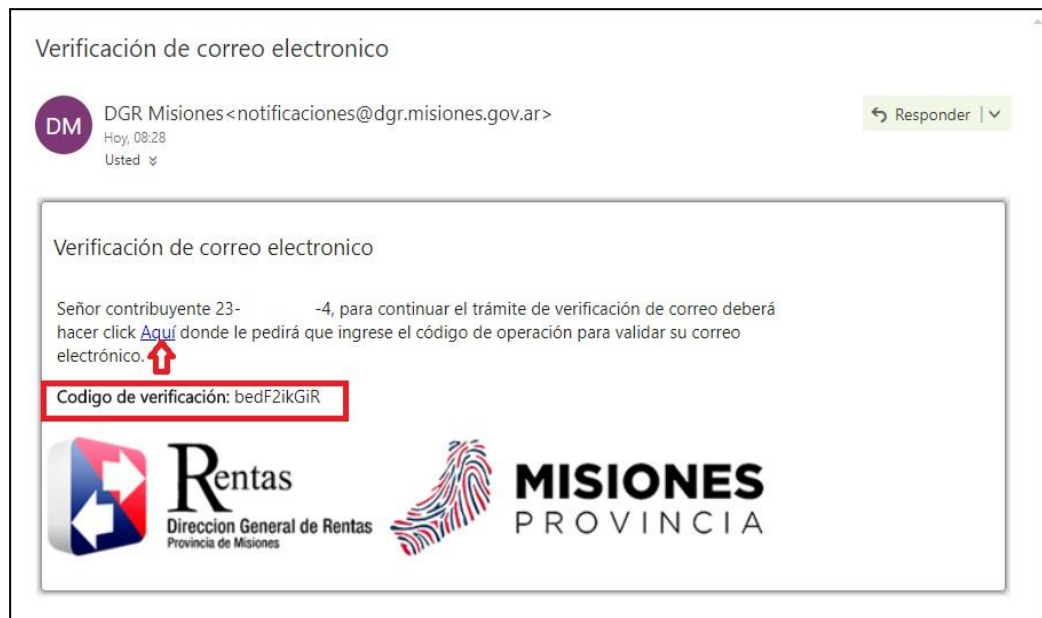 Verificación de correo electronico
DM
DGR Misiones<notificaciones@dgr.misiones.gov.ar>
Responder
Hoy, 08:28
Usted
Verificación de correo electronico
Señor contribuyente 23- -4, para continuar el trámite de verificación de correo deberá
hacer click Aquí donde le pedirá que ingrese el código de operación para validar su correo
electrónico.
Codigo de verificación: bedF2ikGiR
Rentas
Direccion General de Rentas
Provincia de Misiones
MISIONES
PROVINCIA